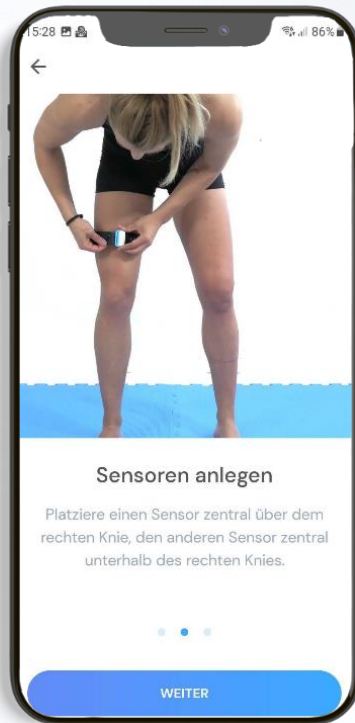 15:28 86%
Sensoren anlegen
Platziere einen Sensor zentral über dem
rechten Knie, den anderen Sensor zentral
unterhalb des rechten Knies.
WEITER